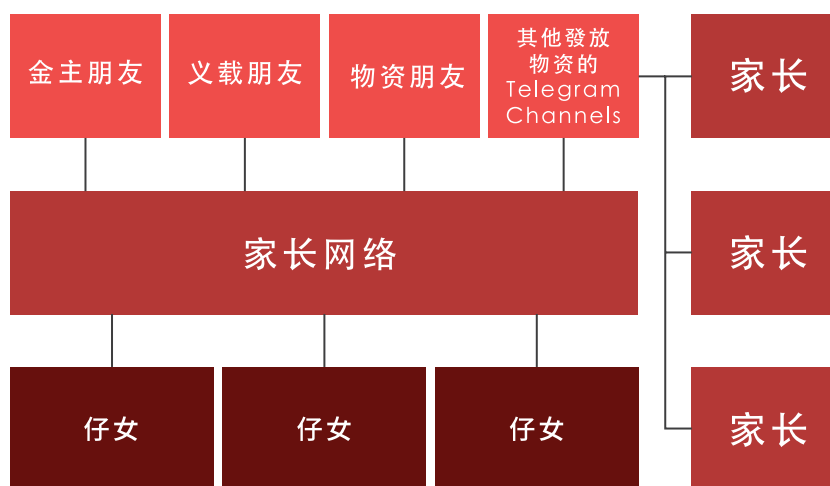 金主朋友
义载朋友
物资朋友
其他發放
物资的
Telegram
Channels
家长
家长网络
家长
仔女
仔女
仔女
家长